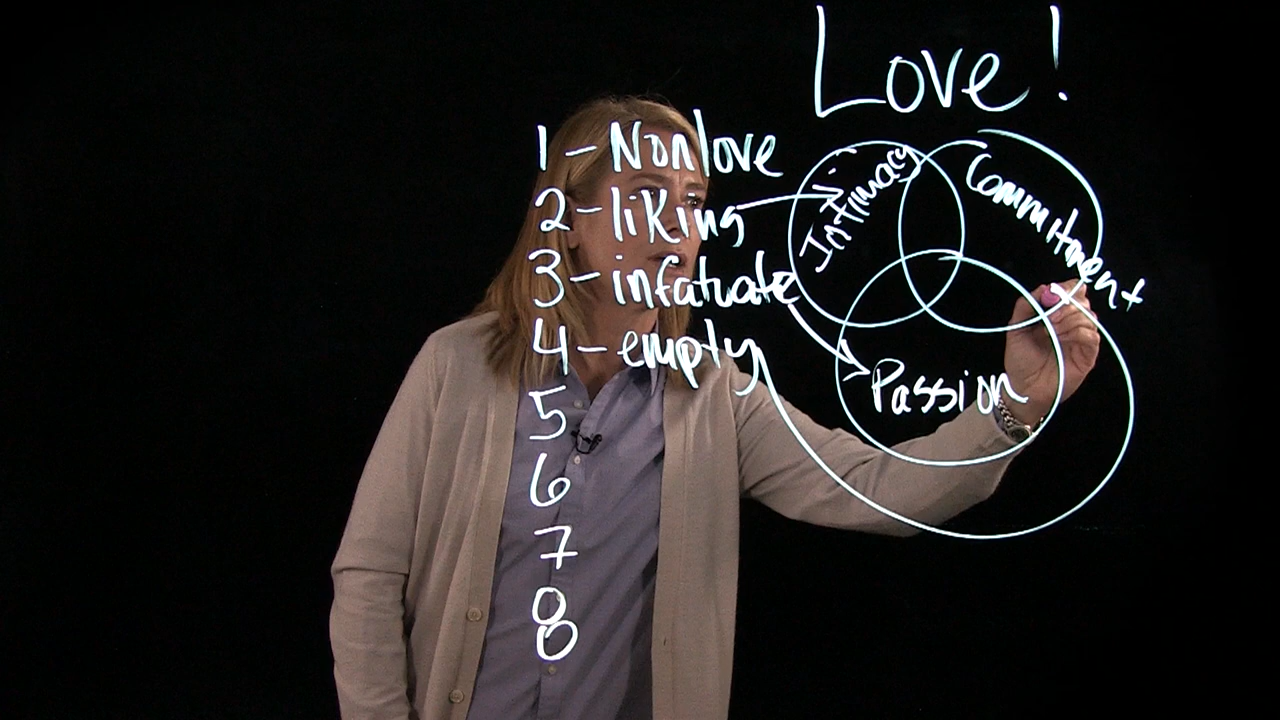 Love!
1 - Nonlove
2 - liking
3 - infatuate
4 - empty
5
6
7
8
Intimacy
Commitment
Passion